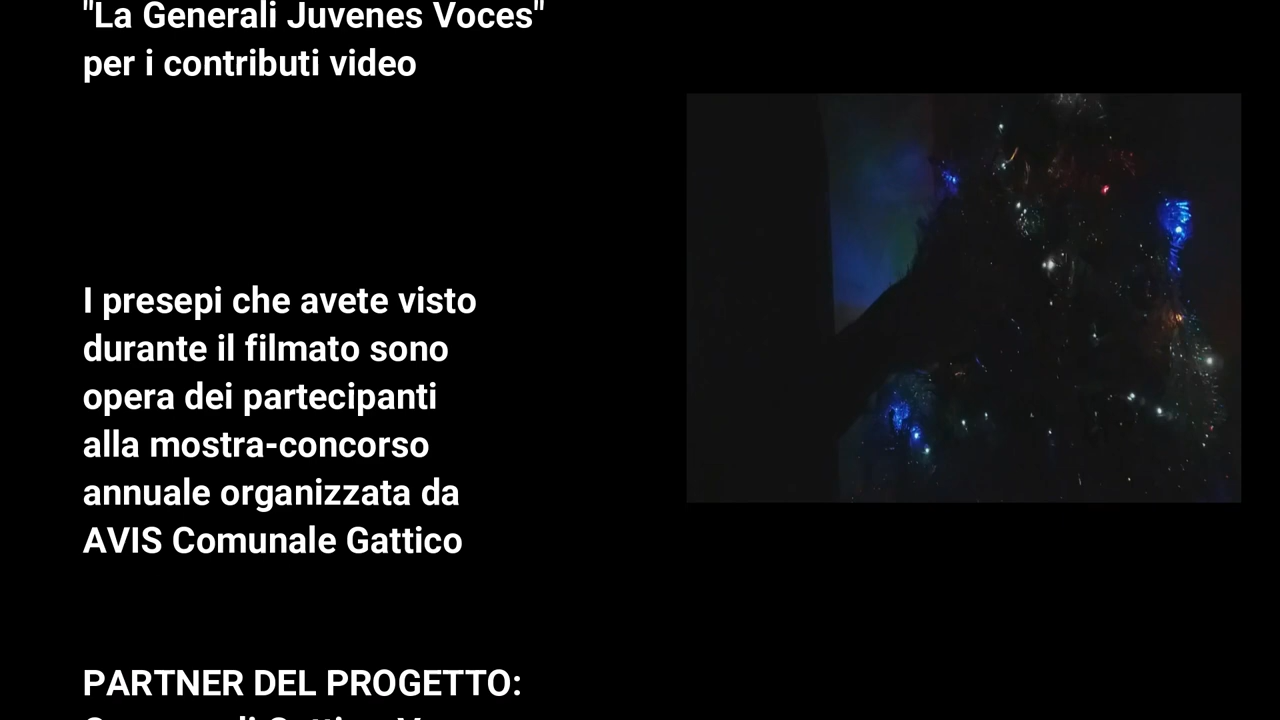 "La Generali Juvenes Voces"
per i contributi video
I presepi che avete visto
durante il filmato sono
opera dei partecipanti
alla mostra-concorso
annuale organizzata da
AVIS Comunale Gattico
PARTNER DEL PROGETTO: